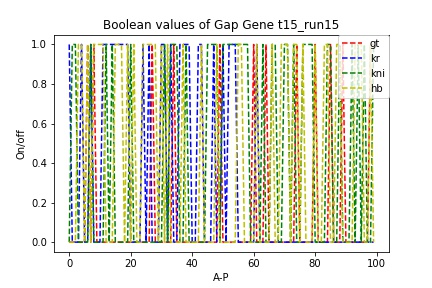 Boolean values of Gap Gene t15_run15
On/off
1.0
0.8
0.6
0.4
0.2
0.0
0 20 40 60 80 100
A-P
gt
kr
kni
hb